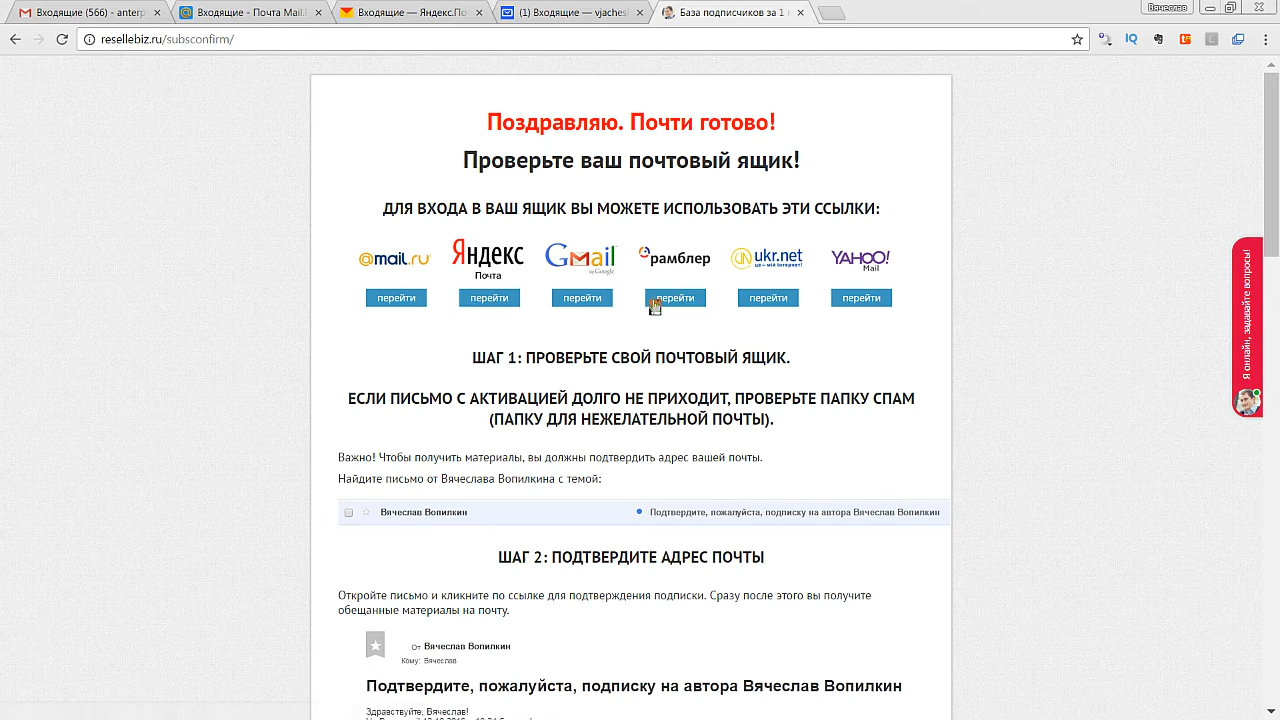 Входящие (566) - anterp
Входящие - Почта Mail.R
Входящие — Яндекс.По
(1) Входящие — vjaches
База подписчиков за 1
Вячеслав
resellebiz.ru/subsconfirm/
Поздравляю. Почти готово!
Проверьте ваш почтовый ящик!
ДЛЯ ВХОДА В ВАШ ЯЩИК ВЫ МОЖЕТЕ ИСПОЛЬЗОВАТЬ ЭТИ ССЫЛКИ:
@mail.ru
Яндекс
Почта
Gmail
by Google
Рамблер
ukr.net
це – мій інтернет!
YAHOO!
Mail
перейти
перейти
перейти
перейти
перейти
перейти
Я онлайн, задавайте вопросы!
ШАГ 1: ПРОВЕРЬТЕ СВОЙ ПОЧТОВЫЙ ЯЩИК.
ЕСЛИ ПИСЬМО С АКТИВАЦИЕЙ ДОЛГО НЕ ПРИХОДИТ, ПРОВЕРЬТЕ ПАПКУ СПАМ
(ПАПКУ ДЛЯ НЕЖЕЛАТЕЛЬНОЙ ПОЧТЫ).
Важно! Чтобы получить материалы, вы должны подтвердить адрес вашей почты.
Найдите письмо от Вячеслава Вопилкина с темой:
Вячеслав Вопилкин
Подтвердите, пожалуйста, подписку на автора Вячеслав Вопилкин
ШАГ 2: ПОДТВЕРДИТЕ АДРЕС ПОЧТЫ
Откройте письмо и кликните по ссылке для подтверждения подписки. Сразу после этого вы получите
обещанные материалы на почту.
От Вячеслав Вопилкин
Кому: Вячеслав
Подтвердите, пожалуйста, подписку на автора Вячеслав Вопилкин
Здравствуйте, Вячеслав!